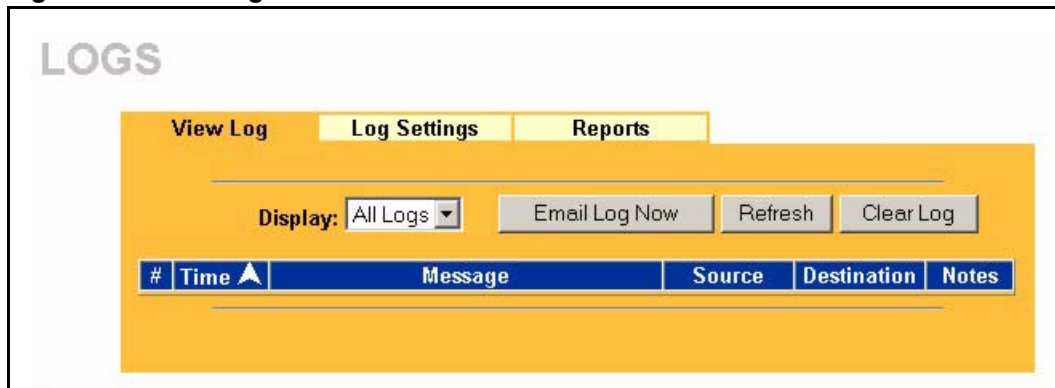 LOGS
View Log Log Settings Reports
Display: All Logs Email Log Now Refresh Clear Log
# Time Message Source Destination Notes